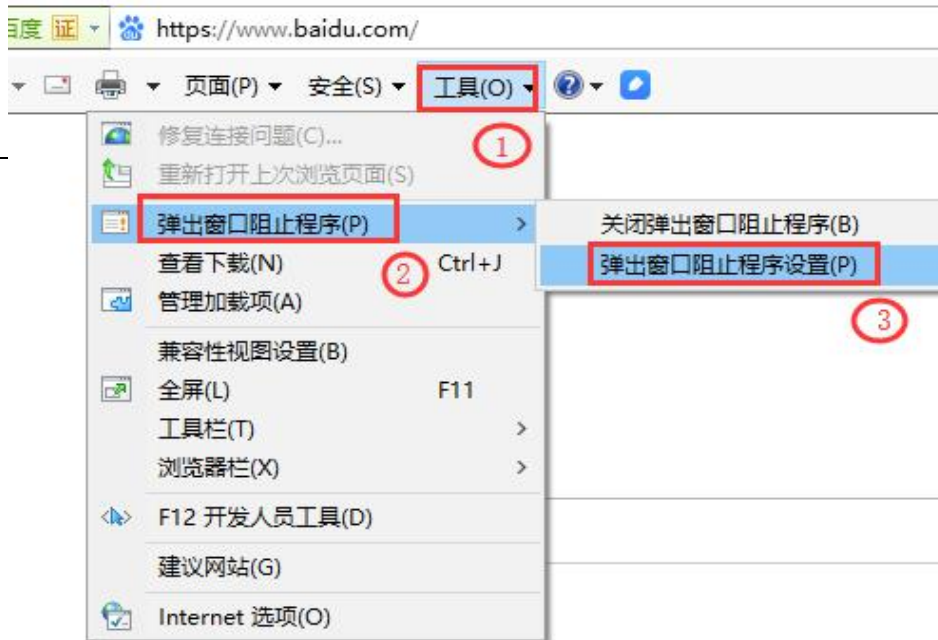 百度 证 https://www.baidu.com/
页面(P) 安全(S) 工具(O)
1
修复连接问题(C)...
重新打开上次浏览页面(S)
弹出窗口阻止程序(P)
关闭弹出窗口阻止程序(B)
2
查看下载(N) Ctrl+J
弹出窗口阻止程序设置(P)
3
管理加载项(A)
兼容性视图设置(B)
全屏(L) F11
工具栏(T)
浏览器栏(X)
F12 开发人员工具(D)
建议网站(G)
Internet 选项(O)